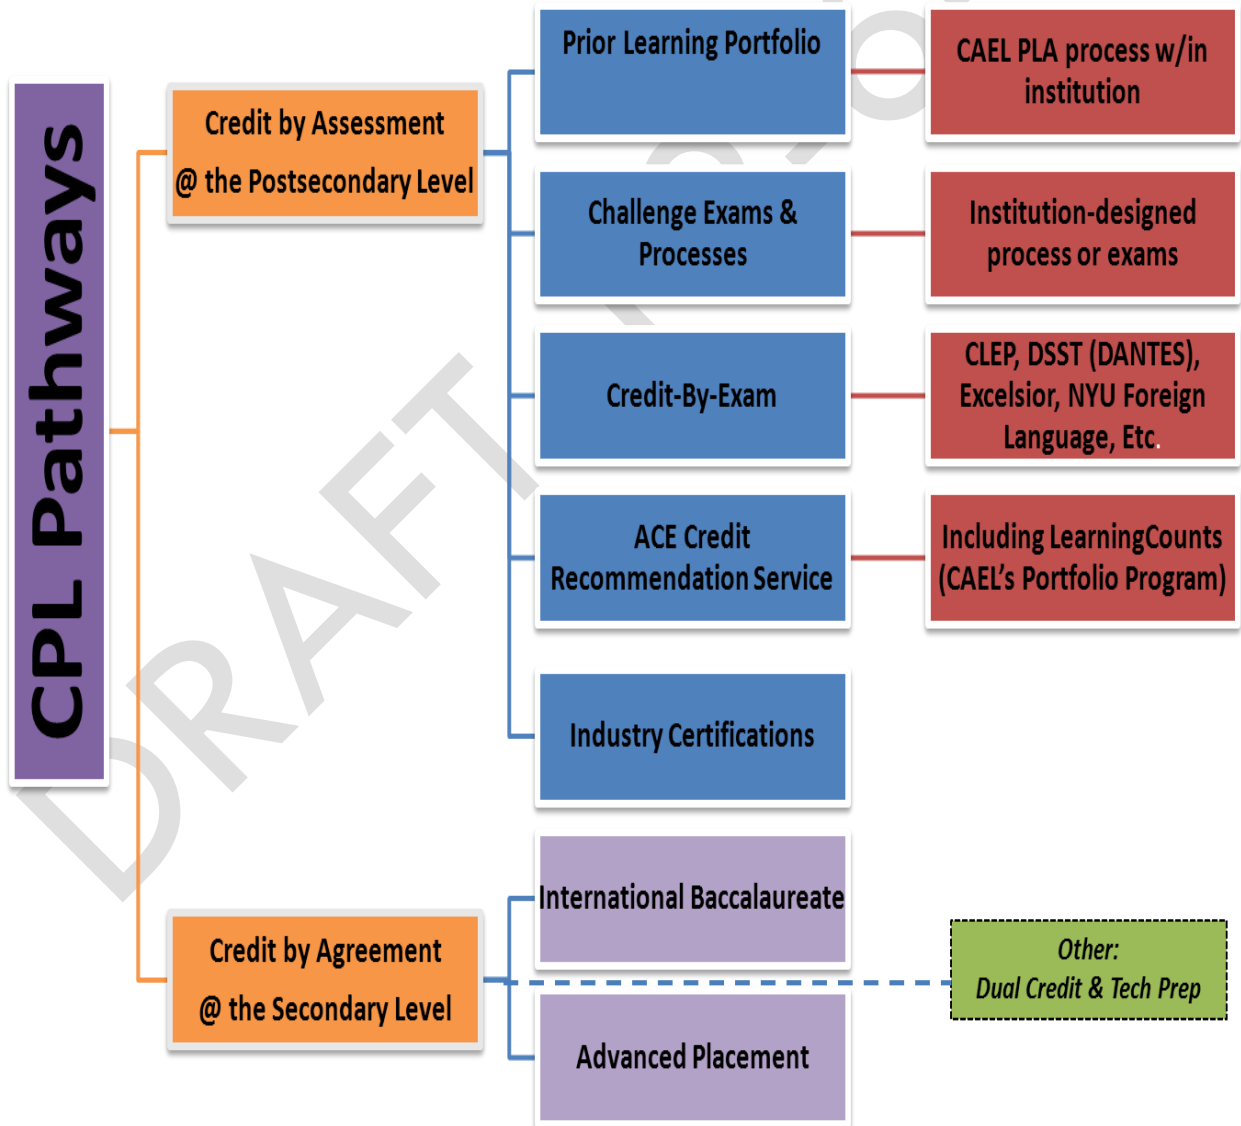 CPL Pathways
Credit by Assessment
@ the Postsecondary Level
Prior Learning Portfolio
CAEL PLA process w/in
institution
Challenge Exams &
Processes
Institution-designed
process or exams
Credit-By-Exam
CLEP, DSST (DANTES),
Excelsior, NYU Foreign
Language, Etc.
ACE Credit
Recommendation Service
Including LearningCounts
(CAEL’s Portfolio Program)
Industry Certifications
Credit by Agreement
@ the Secondary Level
International Baccalaureate
Advanced Placement
Other:
Dual Credit & Tech Prep
DRAFT